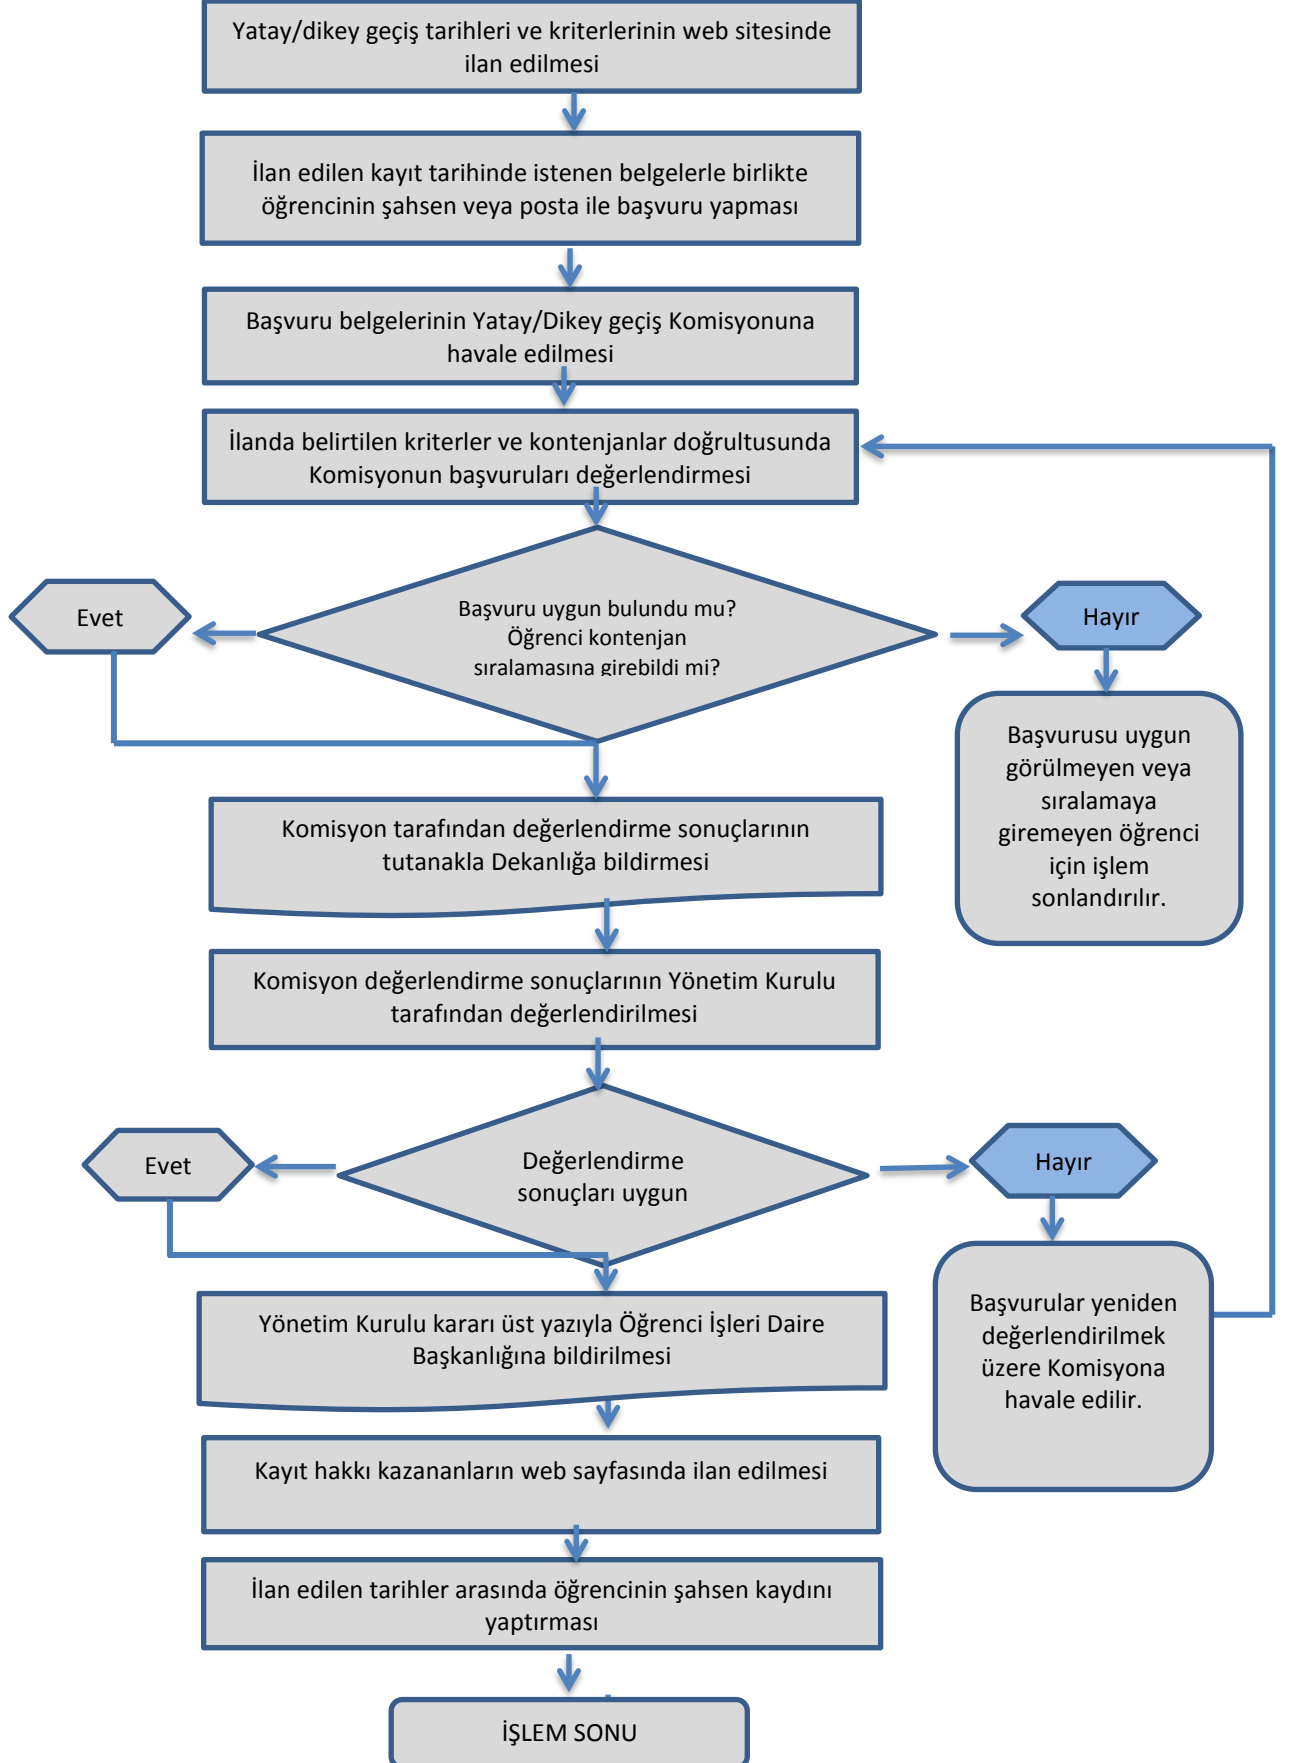 Yatay/dikey geçiş tarihleri ve kriterlerinin web sitesinde
ilan edilmesi
İlan edilen kayıt tarihinde istenen belgelerle birlikte
öğrencinin şahsen veya posta ile başvuru yapması
Başvuru belgelerinin Yatay/Dikey geçiş Komisyonuna
havale edilmesi
İlanda belirtilen kriterler ve kontenjanlar doğrultusunda
Komisyonun başvuruları değerlendirmesi
Evet
Başvuru uygun bulundu mu?
Öğrenci kontenjan
sıralamasına girebildi mi?
Hayır
Başvurusu uygun
görülmeyen veya
sıralamaya
giremeyen öğrenci
için işlem
sonlandırılır.
Komisyon tarafından değerlendirme sonuçlarının
tutanakla Dekanlığa bildirmesi
Komisyon değerlendirme sonuçlarının Yönetim Kurulu
tarafından değerlendirilmesi
Evet
Değerlendirme
sonuçları uygun
Hayır
Başvurular yeniden
değerlendirilmek
üzere Komisyona
havale edilir.
Yönetim Kurulu kararı üst yazıyla Öğrenci İşleri Daire
Başkanlığına bildirilmesi
Kayıt hakkı kazananların web sayfasında ilan edilmesi
İlan edilen tarihler arasında öğrencinin şahsen kaydını
yaptırması
İŞLEM SONU